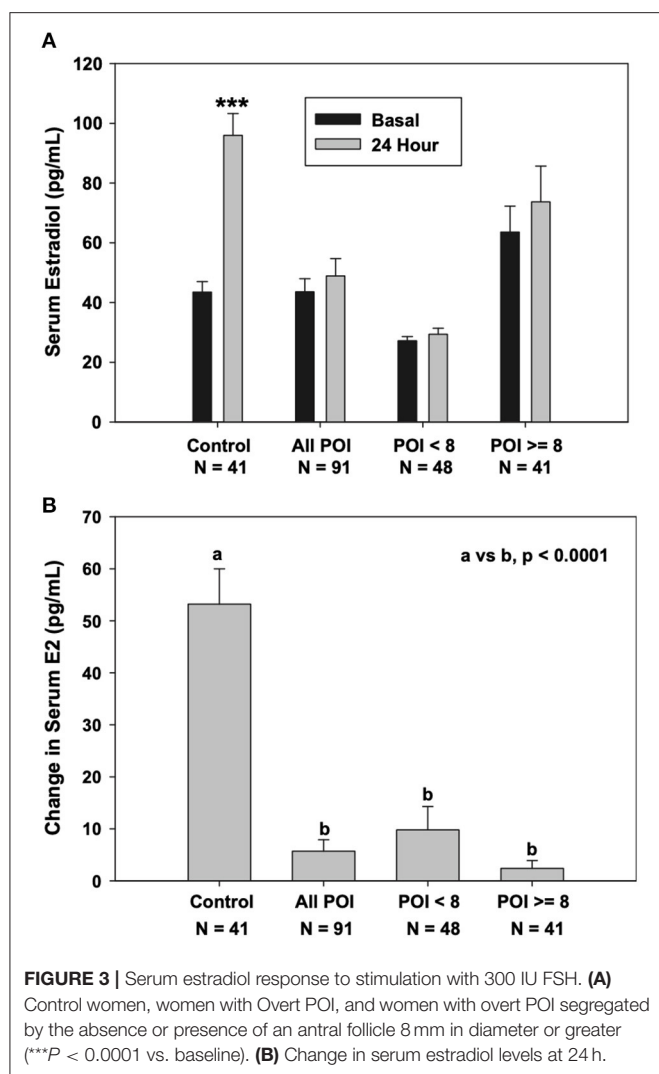 A
120
100
80
60
40
20
0
Serum Estradiol (pg/mL)
***
Basal
24 Hour
Control
N = 41
All POI
N = 91
POI < 8
N = 48
POI >= 8
N = 41
B
70
60
50
40
30
20
10
0
Change in Serum E2 (pg/mL)
a
b
b
b
a vs b, p < 0.0001
Control
N = 41
All POI
N = 91
POI < 8
N = 48
POI >= 8
N = 41
FIGURE 3 | Serum estradiol response to stimulation with 300 IU FSH. (A)
Control women, women with Overt POI, and women with overt POI segregated
by the absence or presence of an antral follicle 8 mm in diameter or greater
(***P < 0.0001 vs. baseline). (B) Change in serum estradiol levels at 24 h.